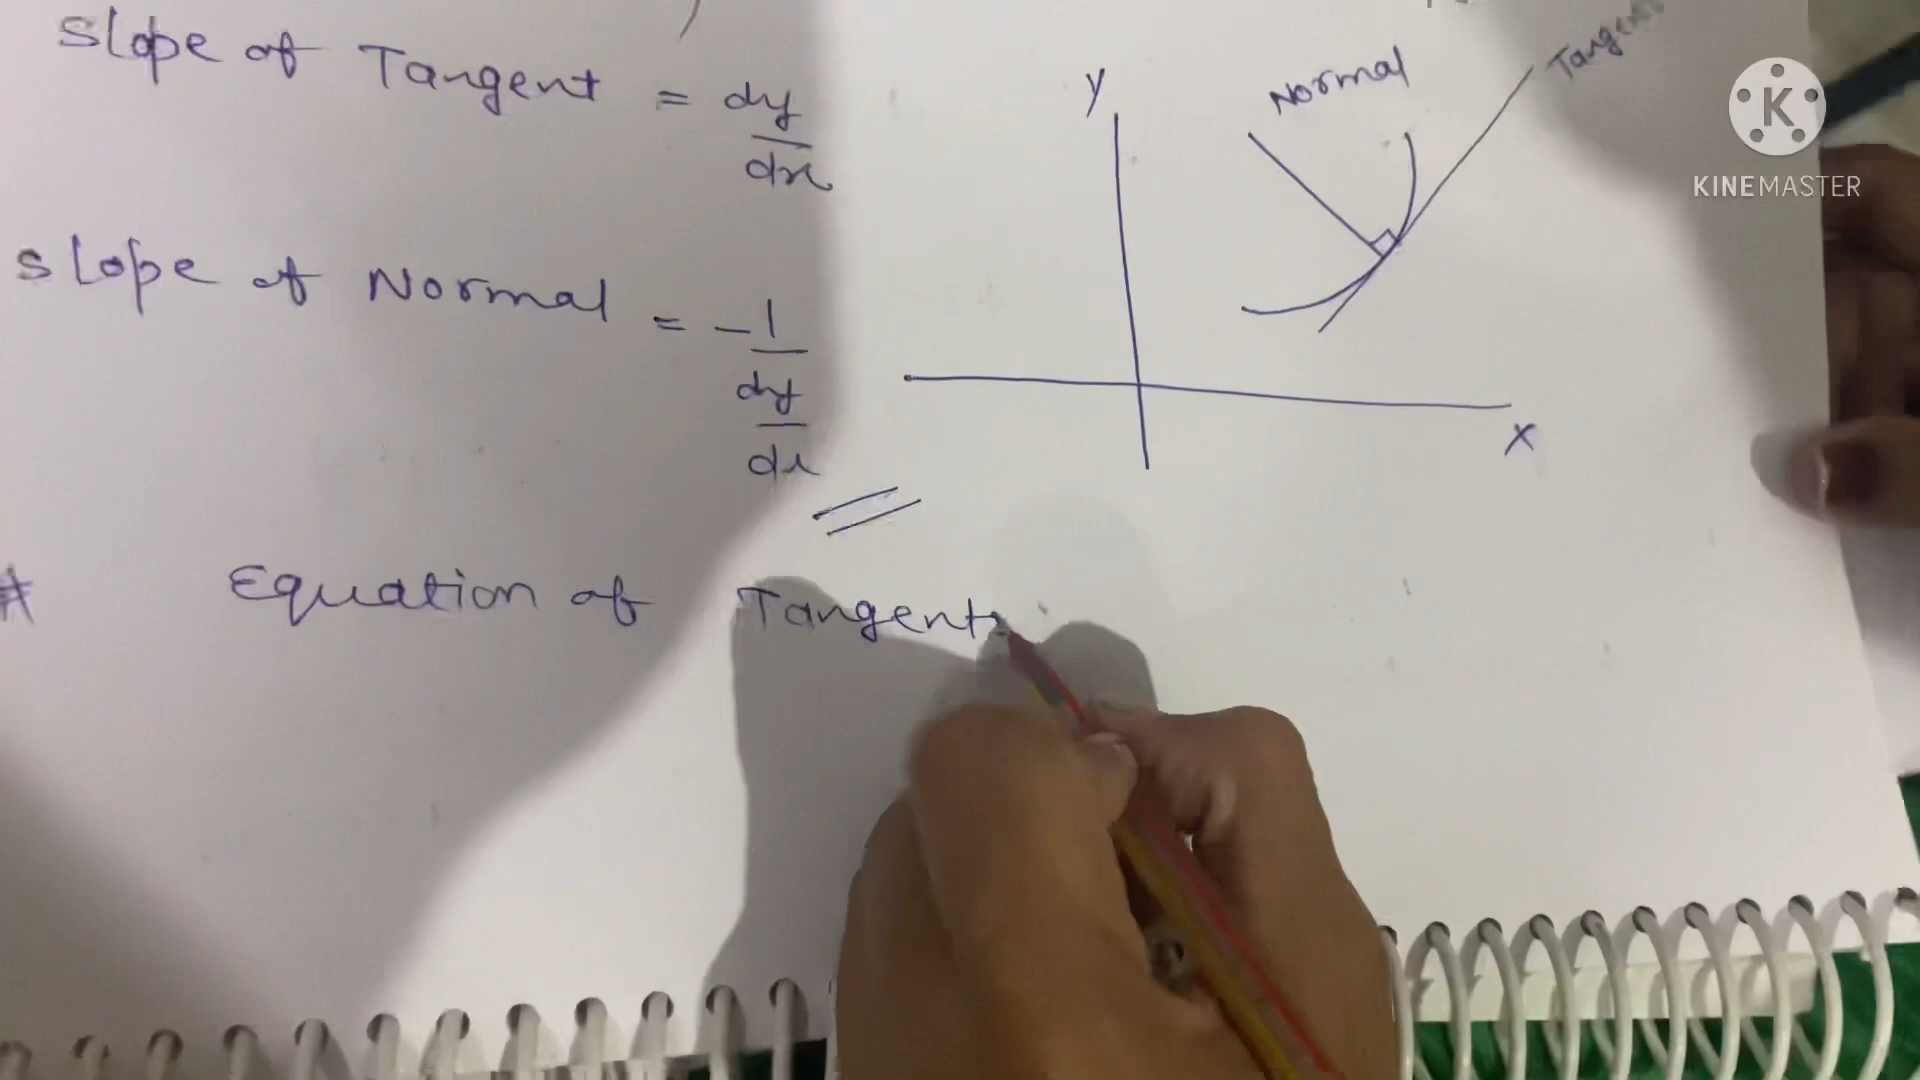 Slope of Tangent = dy
dx
Slope of Normal = -1
dy
dx
# Equation of Tangent
y
Normal
Tangent
x
K
KINEMASTER